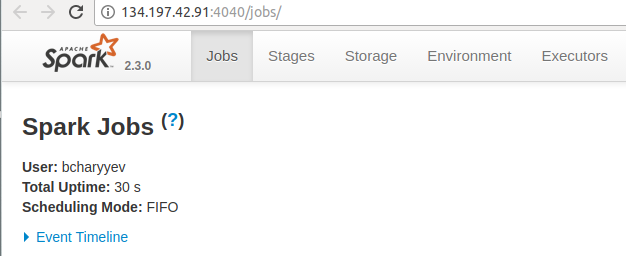 134.197.42.91:4040/jobs/
APACHE
Spark 2.3.0 Jobs Stages Storage Environment Executors
Spark Jobs (?)
User: bcharyyev
Total Uptime: 30 s
Scheduling Mode: FIFO
Event Timeline